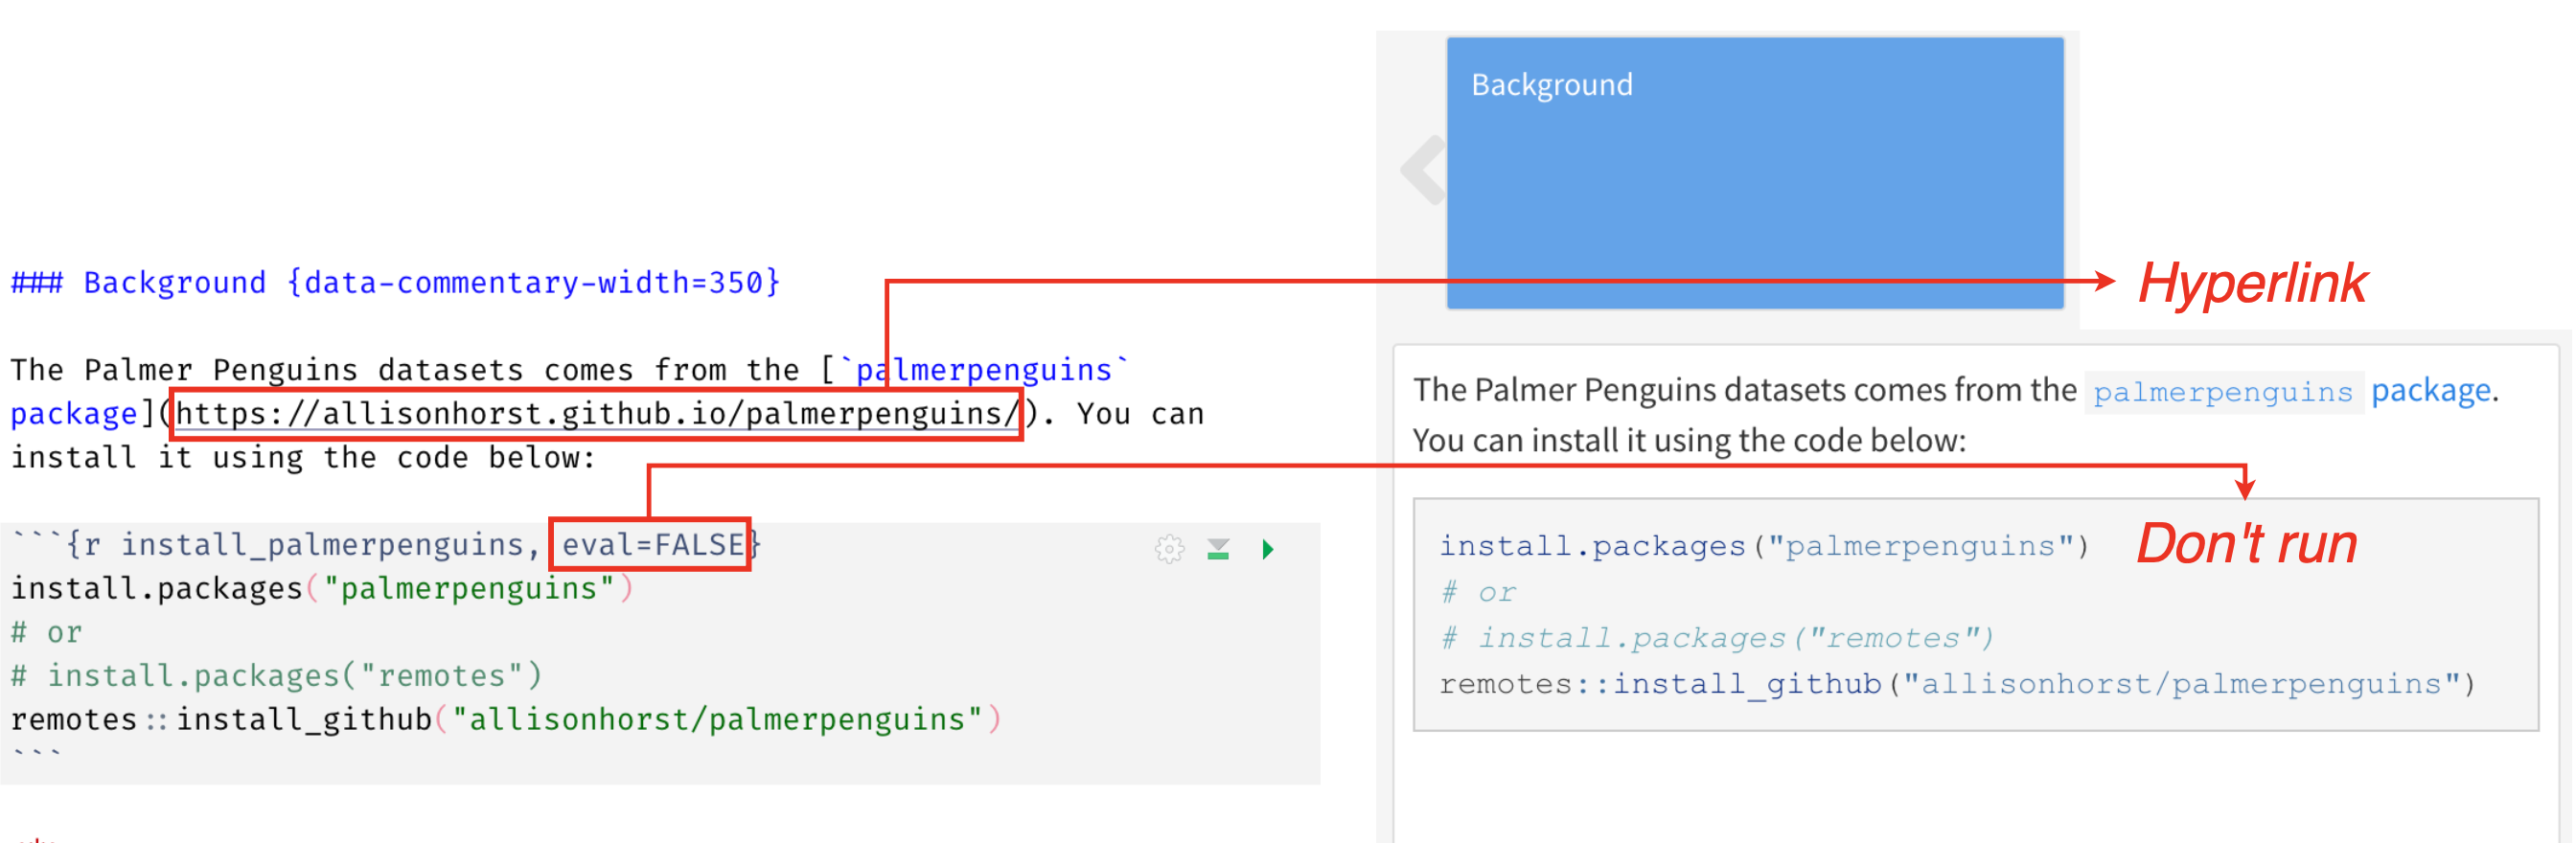 ### Background {data-commentary-width=350}
The Palmer Penguins datasets comes from the [`palmerpenguins`
package](https://allisonhorst.github.io/palmerpenguins/). You can
install it using the code below:
```{r install_palmerpenguins, eval=FALSE}
install.packages("palmerpenguins")
# or
# install.packages("remotes")
remotes::install_github("allisonhorst/palmerpenguins")
```
Background
Hyperlink
The Palmer Penguins datasets comes from the palmerpenguins package.
You can install it using the code below:
Don't run
install.packages("palmerpenguins")
# or
# install.packages("remotes")
remotes::install_github("allisonhorst/palmerpenguins")